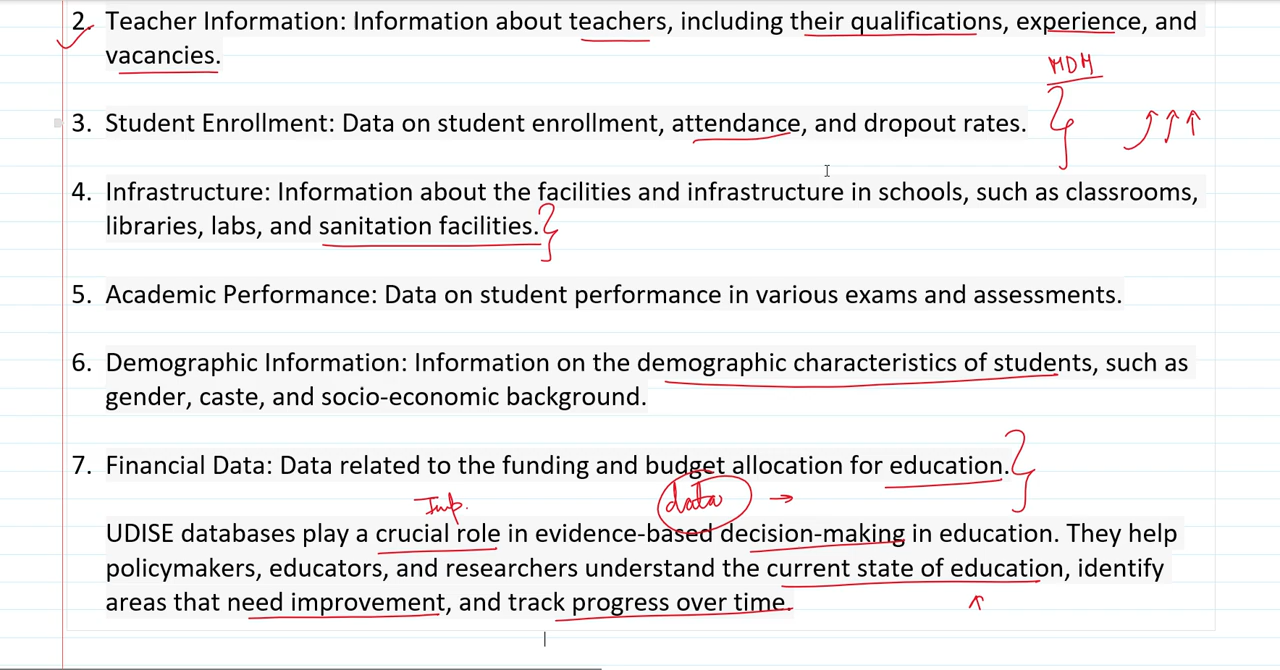 2. Teacher Information: Information about teachers, including their qualifications, experience, and
vacancies.
MDM
3. Student Enrollment: Data on student enrollment, attendance, and dropout rates.
4. Infrastructure: Information about the facilities and infrastructure in schools, such as classrooms,
libraries, labs, and sanitation facilities.
5. Academic Performance: Data on student performance in various exams and assessments.
6. Demographic Information: Information on the demographic characteristics of students, such as
gender, caste, and socio-economic background.
7. Financial Data: Data related to the funding and budget allocation for education.
Imp. data →
UDISE databases play a crucial role in evidence-based decision-making in education. They help
policymakers, educators, and researchers understand the current state of education, identify
areas that need improvement, and track progress over time.